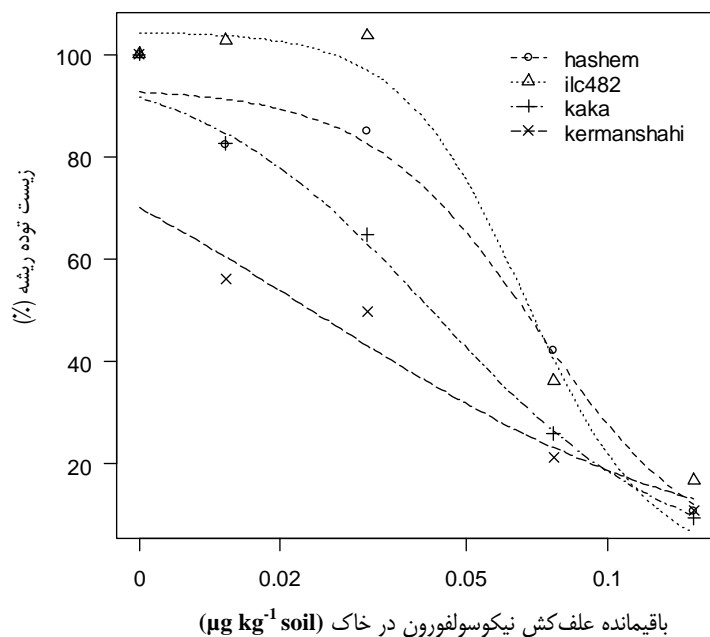 100
80
60
40
20
زیست توده ریشه (%)
hashem
ilc482
kaka
kermanshahi
0 0.02 0.05 0.1
باقیمانده علف‌کش نیکوسولفورون در خاک (µg kg⁻¹ soil)